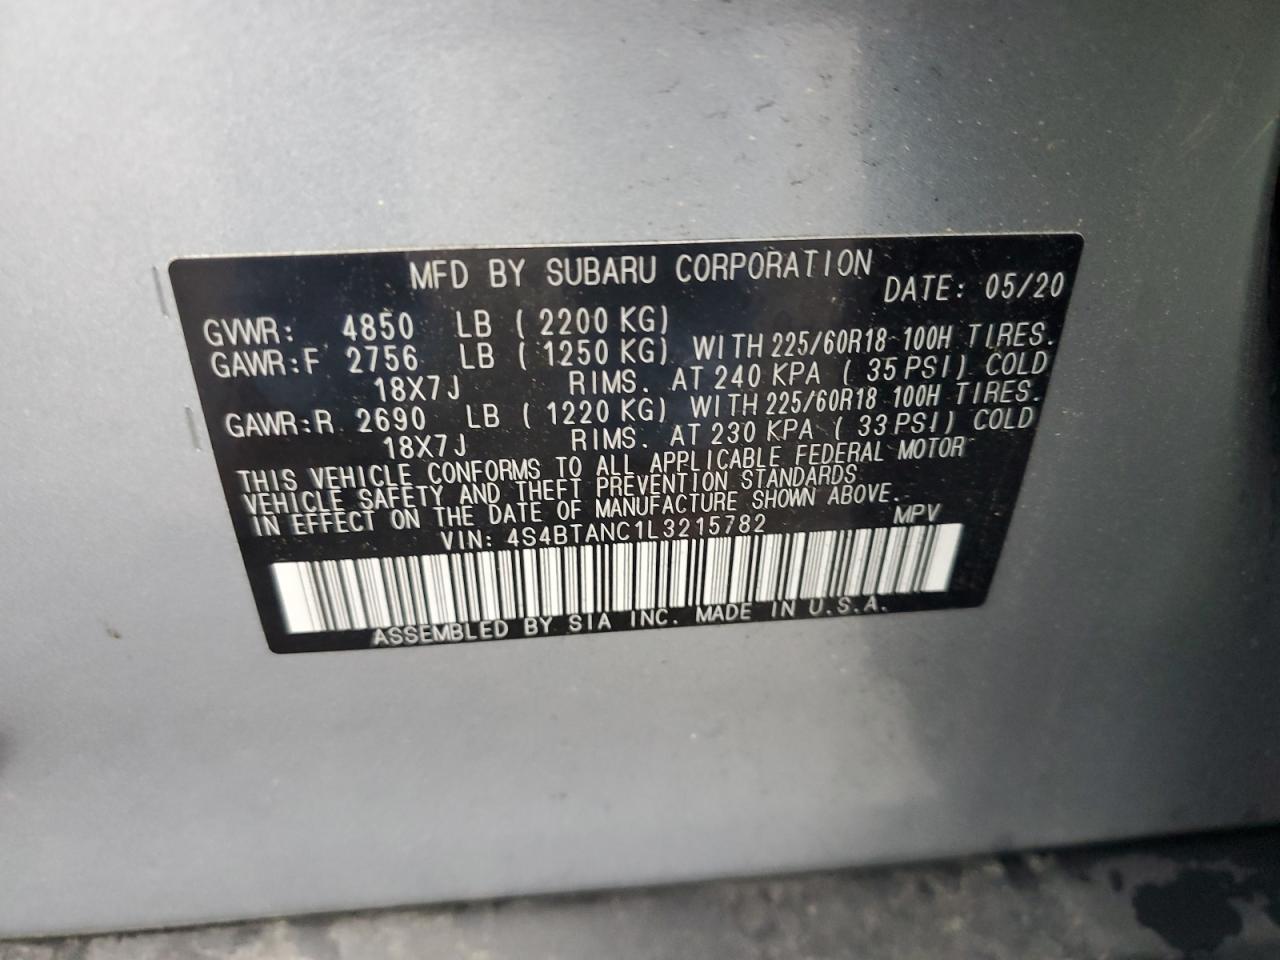 MFD BY SUBARU CORPORATION DATE: 05/20
GVWR: 4850 LB ( 2200 KG)
GAWR:F 2756 LB ( 1250 KG) WITH 225/60R18 100H TIRES.
18X7J RIMS. AT 240 KPA ( 35 PSI) COLD
GAWR:R 2690 LB ( 1220 KG) WITH 225/60R18 100H TIRES.
18X7J RIMS. AT 230 KPA ( 33 PSI) COLD
THIS VEHICLE CONFORMS TO ALL APPLICABLE FEDERAL MOTOR
VEHICLE SAFETY AND THEFT PREVENTION STANDARDS
IN EFFECT ON THE DATE OF MANUFACTURE SHOWN ABOVE.
VIN: 4S4BTANC1L3215782 MPV
ASSEMBLED BY SIA INC. MADE IN U.S.A.